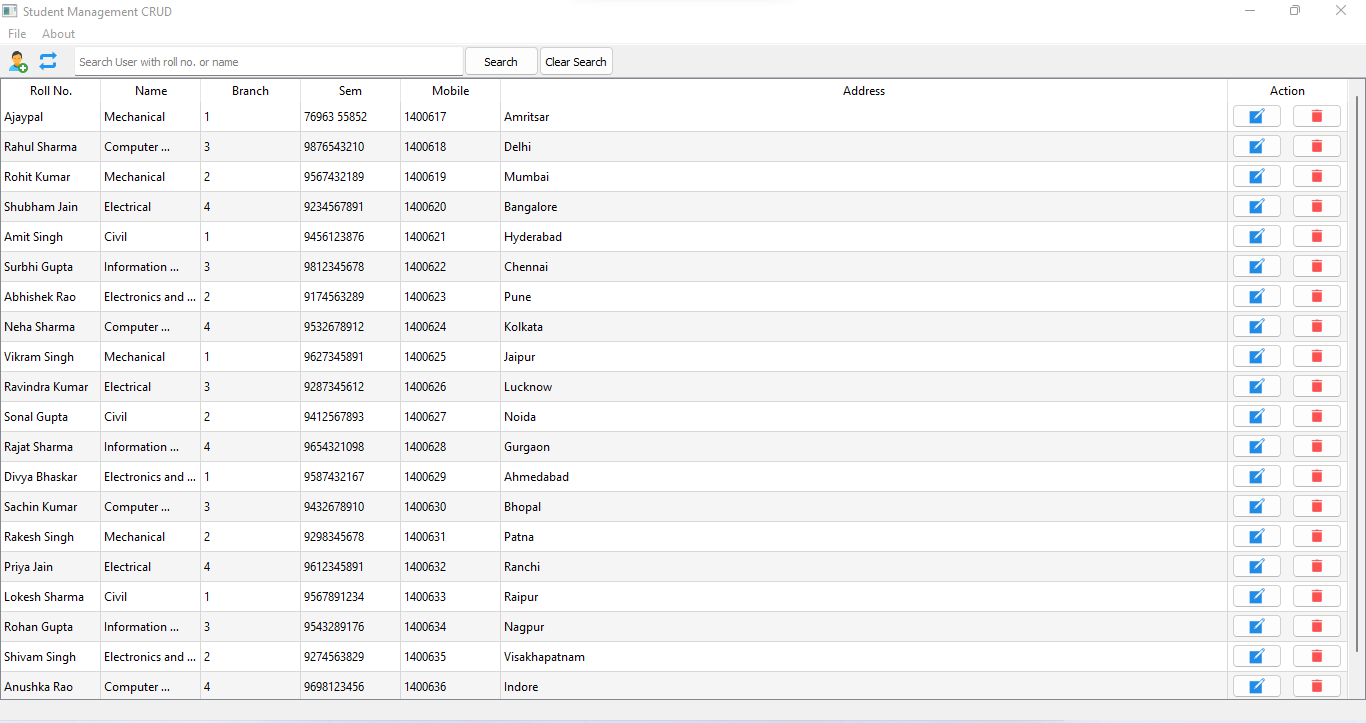 Student Management CRUD
File About
Search User with roll no. or name Search Clear Search
Roll No. Name Branch Sem Mobile Address Action
Ajaypal Mechanical 1 76963 55852 1400617 Amritsar
Rahul Sharma Computer ... 3 9876543210 1400618 Delhi
Rohit Kumar Mechanical 2 9567432189 1400619 Mumbai
Shubham Jain Electrical 4 9234567891 1400620 Bangalore
Amit Singh Civil 1 9456123876 1400621 Hyderabad
Surbhi Gupta Information ... 3 9812345678 1400622 Chennai
Abhishek Rao Electronics and ... 2 9174563289 1400623 Pune
Neha Sharma Computer ... 4 9532678912 1400624 Kolkata
Vikram Singh Mechanical 1 9627345891 1400625 Jaipur
Ravindra Kumar Electrical 3 9287345612 1400626 Lucknow
Sonal Gupta Civil 2 9412567893 1400627 Noida
Rajat Sharma Information ... 4 9654321098 1400628 Gurgaon
Divya Bhaskar Electronics and ... 1 9587432167 1400629 Ahmedabad
Sachin Kumar Computer ... 3 9432678910 1400630 Bhopal
Rakesh Singh Mechanical 2 9298345678 1400631 Patna
Priya Jain Electrical 4 9612345891 1400632 Ranchi
Lokesh Sharma Civil 1 9567891234 1400633 Raipur
Rohan Gupta Information ... 3 9543289176 1400634 Nagpur
Shivam Singh Electronics and ... 2 9274563829 1400635 Visakhapatnam
Anushka Rao Computer ... 4 9698123456 1400636 Indore